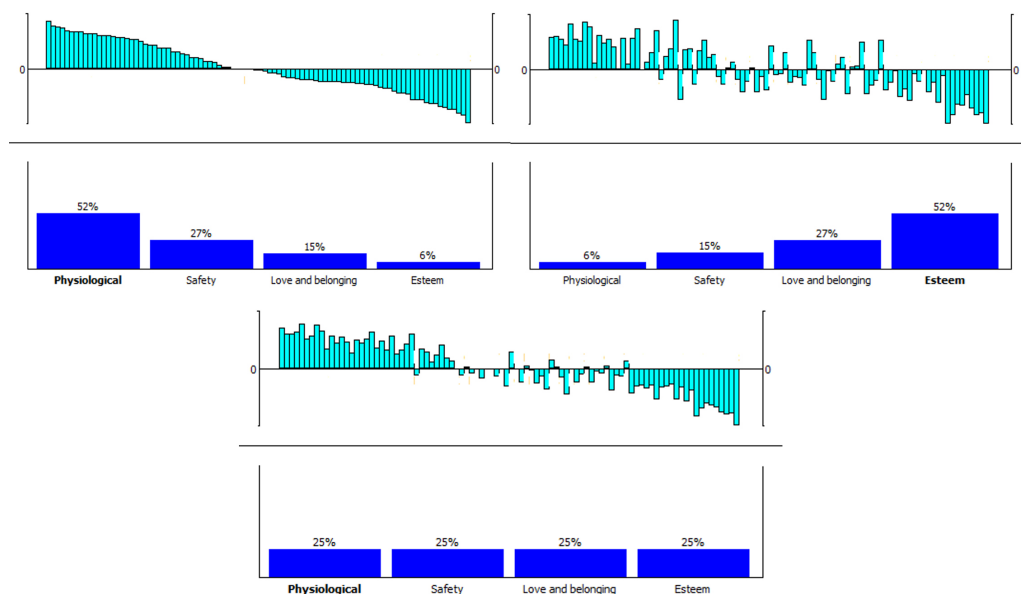 0 0 0 0
52% 27% 15% 6%
Physiological Safety Love and belonging Esteem
6% 15% 27% 52%
Physiological Safety Love and belonging Esteem
0 0
25% 25% 25% 25%
Physiological Safety Love and belonging Esteem